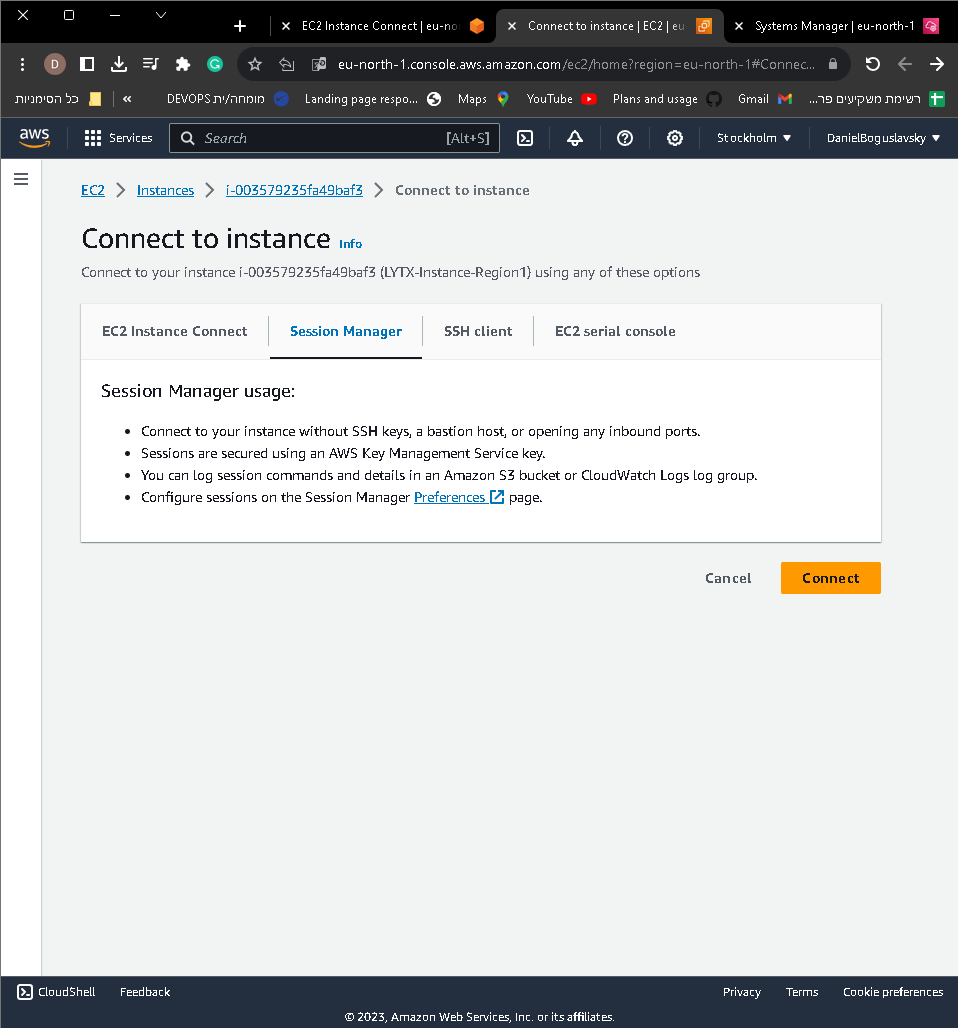 EC2 Instance Connect | eu-no
Connect to instance | EC2 | eu
Systems Manager | eu-north-1
D
eu-north-1.console.aws.amazon.com/ec2/home?region=eu-north-1#Connec...
כל הסימניות
«
DEVOPS מומחה/ית
Landing page respo...
Maps
YouTube
Plans and usage
Gmail
רשימת משקיעים פר...
aws
Services
Search
[Alt+S]
Stockholm
DanielBoguslavsky
EC2 > Instances > i-003579235fa49baf3 > Connect to instance
Connect to instance Info
Connect to your instance i-003579235fa49baf3 (LYTX-Instance-Region1) using any of these options
EC2 Instance Connect
Session Manager
SSH client
EC2 serial console
Session Manager usage:
• Connect to your instance without SSH keys, a bastion host, or opening any inbound ports.
• Sessions are secured using an AWS Key Management Service key.
• You can log session commands and details in an Amazon S3 bucket or CloudWatch Logs log group.
• Configure sessions on the Session Manager Preferences page.
Cancel
Connect
CloudShell
Feedback
Privacy
Terms
Cookie preferences
© 2023, Amazon Web Services, Inc. or its affiliates.